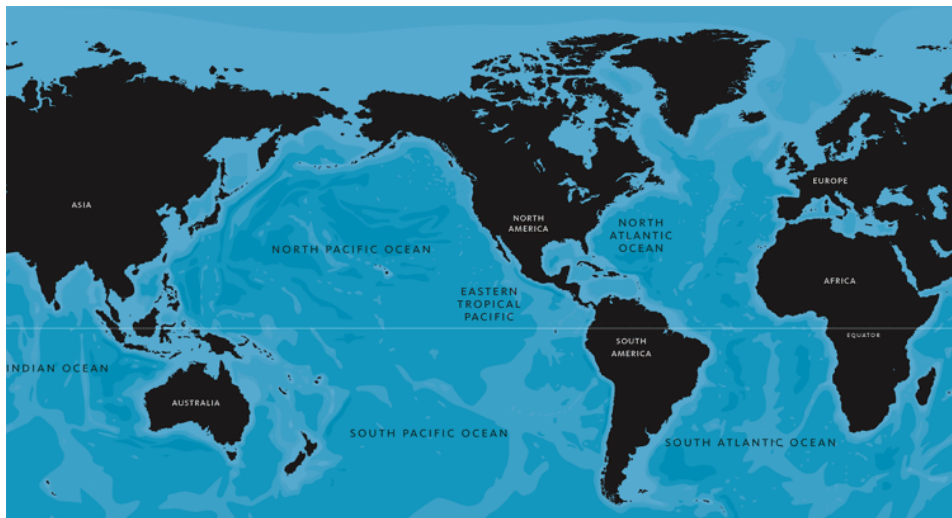 ASIA
NORTH PACIFIC OCEAN
NORTH
AMERICA
NORTH
ATLANTIC
OCEAN
EUROPE
AFRICA
EASTERN
TROPICAL
PACIFIC
EQUATOR
SOUTH
AMERICA
INDIAN OCEAN
AUSTRALIA
SOUTH PACIFIC OCEAN
SOUTH ATLANTIC OCEAN